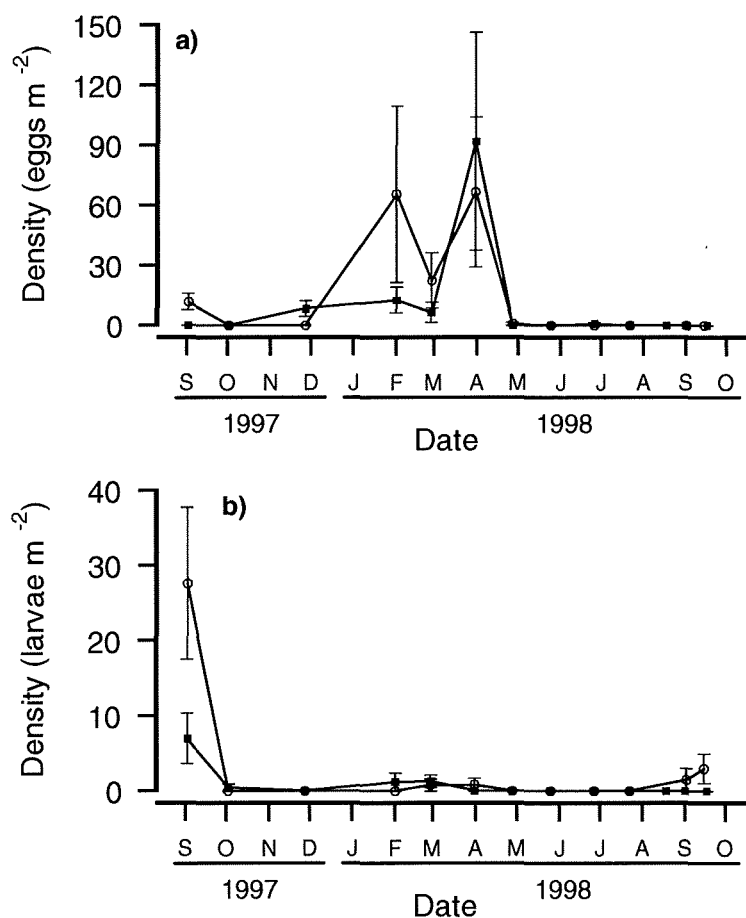 a)
Density (eggs m -2)
150
120
90
60
30
0
S O N D J F M A M J J A S O
1997 1998
Date
b)
Density (larvae m -2)
40
30
20
10
0
S O N D J F M A M J J A S O
1997 1998
Date